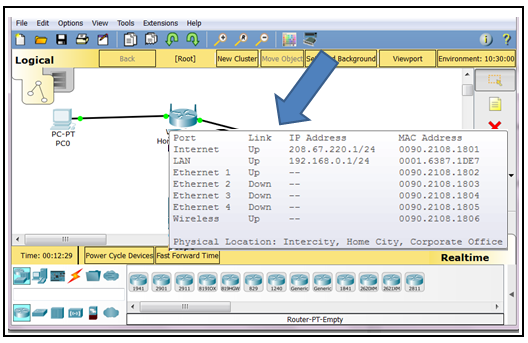 File Edit Options View Tools Extensions Help
Logical Back [Root] New Cluster Move Object Background Viewport Environment: 10:30:00
PC-PT
PC0
Port Link IP Address MAC Address
Internet Up 208.67.220.1/24 0090.2108.1801
LAN Up 192.168.0.1/24 0001.6387.1DE7
Ethernet 1 Up -- 0090.2108.1802
Ethernet 2 Down -- 0090.2108.1803
Ethernet 3 Down -- 0090.2108.1804
Ethernet 4 Down -- 0090.2108.1805
Wireless Up -- 0090.2108.1806
Physical Location: Intercity, Home City, Corporate Office
Time: 00:12:29 Power Cycle Devices Fast Forward Time Realtime
1941 2901 2911 819IOX 819HGW 829 1240 Generic Generic 1841 2620XM 2621XM 2811
Router-PT-Empty